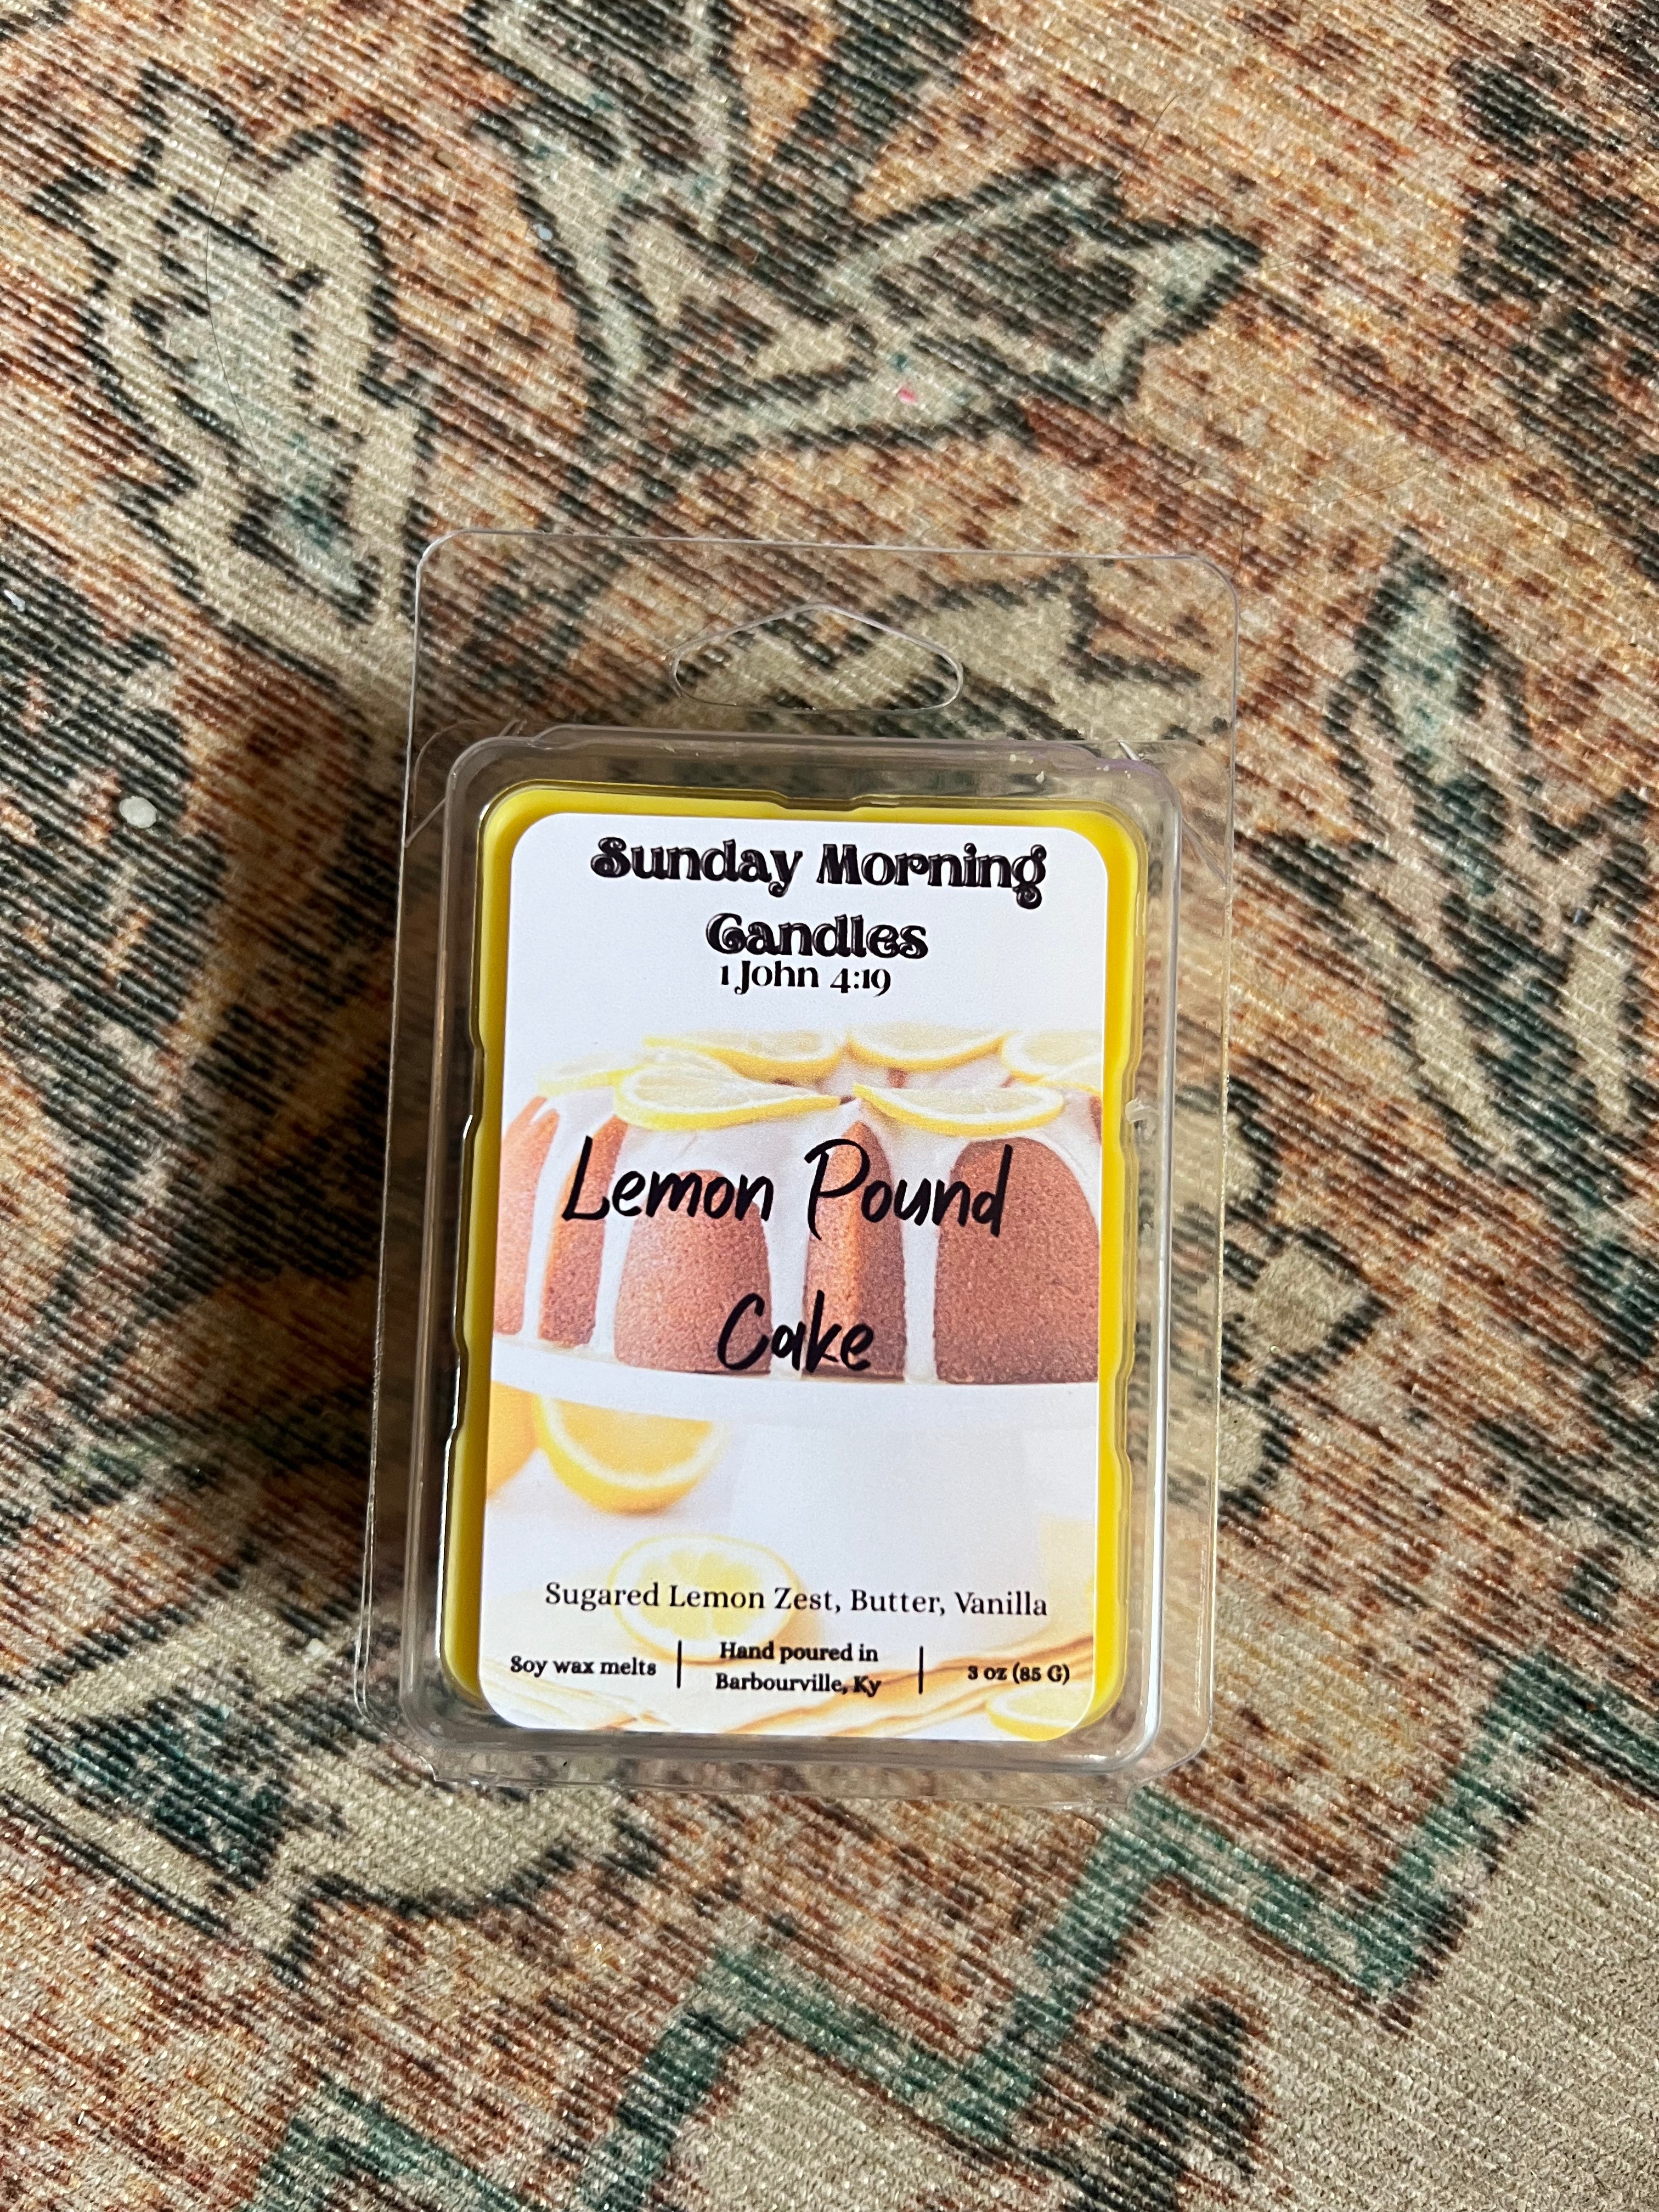 Sunday Morning
Candles
1 John 4:19
Lemon Pound
Cake
Sugared Lemon Zest, Butter, Vanilla
Soy wax melts
Hand poured in
Barbourville, Ky
3 oz (85 G)